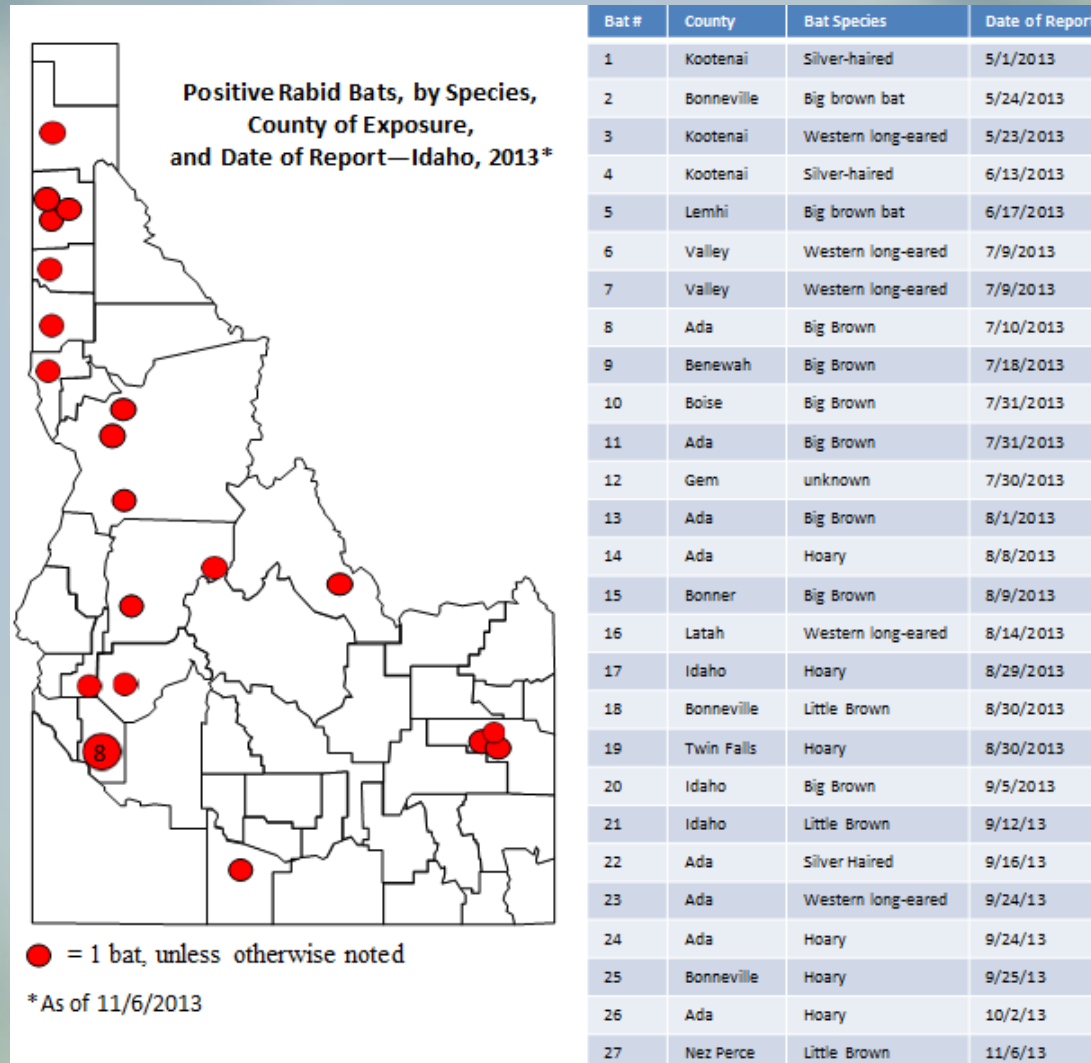 Positive Rabid Bats, by Species,
County of Exposure,
and Date of Report—Idaho, 2013*
8
= 1 bat, unless otherwise noted
*As of 11/6/2013
Bat # County Bat Species Date of Report
1 Kootenai Silver-haired 5/1/2013
2 Bonneville Big brown bat 5/24/2013
3 Kootenai Western long-eared 5/23/2013
4 Kootenai Silver-haired 6/13/2013
5 Lemhi Big brown bat 6/17/2013
6 Valley Western long-eared 7/9/2013
7 Valley Western long-eared 7/9/2013
8 Ada Big Brown 7/10/2013
9 Benewah Big Brown 7/18/2013
10 Boise Big Brown 7/31/2013
11 Ada Big Brown 7/31/2013
12 Gem unknown 7/30/2013
13 Ada Big Brown 8/1/2013
14 Ada Hoary 8/8/2013
15 Bonner Big Brown 8/9/2013
16 Latah Western long-eared 8/14/2013
17 Idaho Hoary 8/29/2013
18 Bonneville Little Brown 8/30/2013
19 Twin Falls Hoary 8/30/2013
20 Idaho Big Brown 9/5/2013
21 Idaho Little Brown 9/12/13
22 Ada Silver Haired 9/16/13
23 Ada Western long-eared 9/24/13
24 Ada Hoary 9/24/13
25 Bonneville Hoary 9/25/13
26 Ada Hoary 10/2/13
27 Nez Perce Little Brown 11/6/13